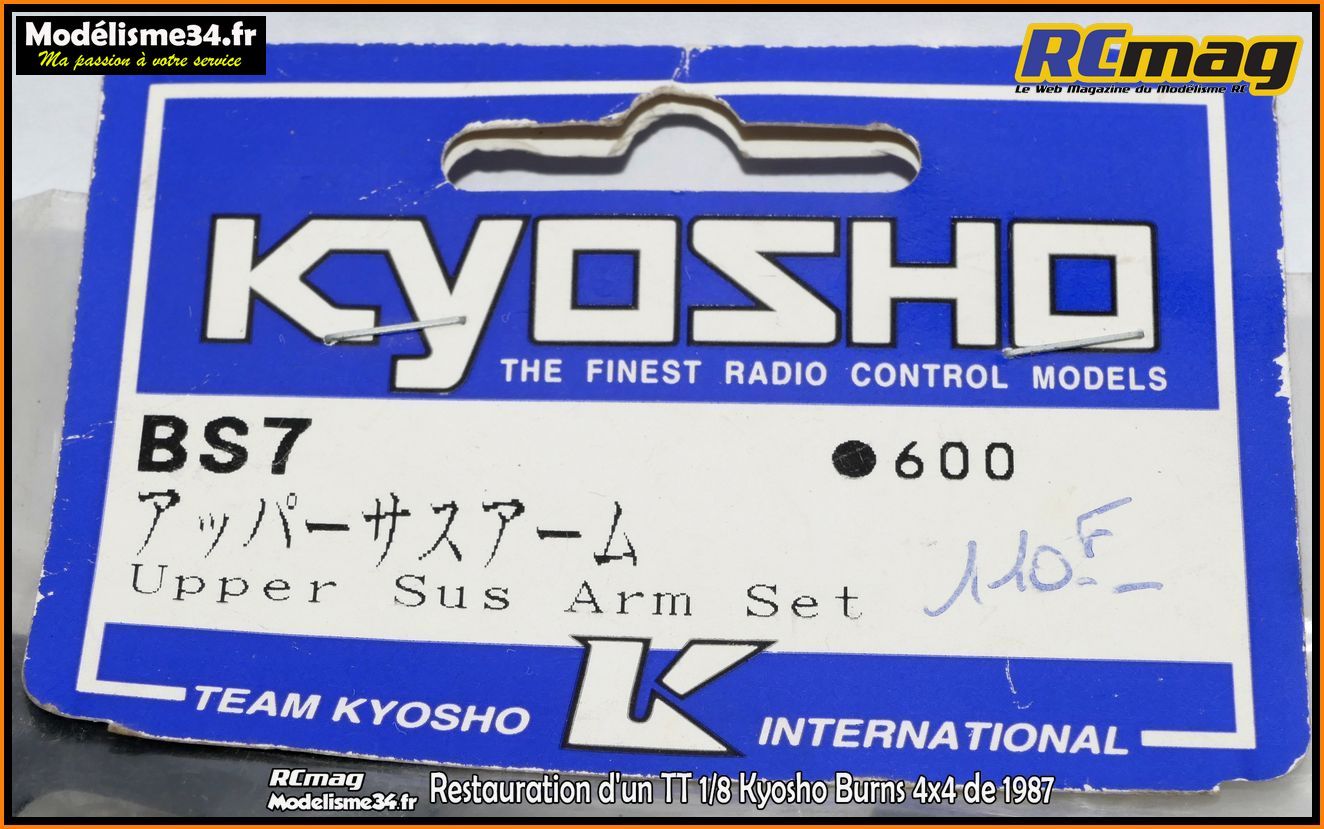 Modélisme34.fr
Ma passion à votre service
RCmag
Le Web Magazine du Modélisme RC
KYOSHO
THE FINEST RADIO CONTROL MODELS
BS7
●600
アッパーサスアーム
Upper Sus Arm Set
110.F_
K
TEAM KYOSHO
INTERNATIONAL
RCmag
Modelisme34.fr
Restauration d'un TT 1/8 Kyosho Burns 4x4 de 1987